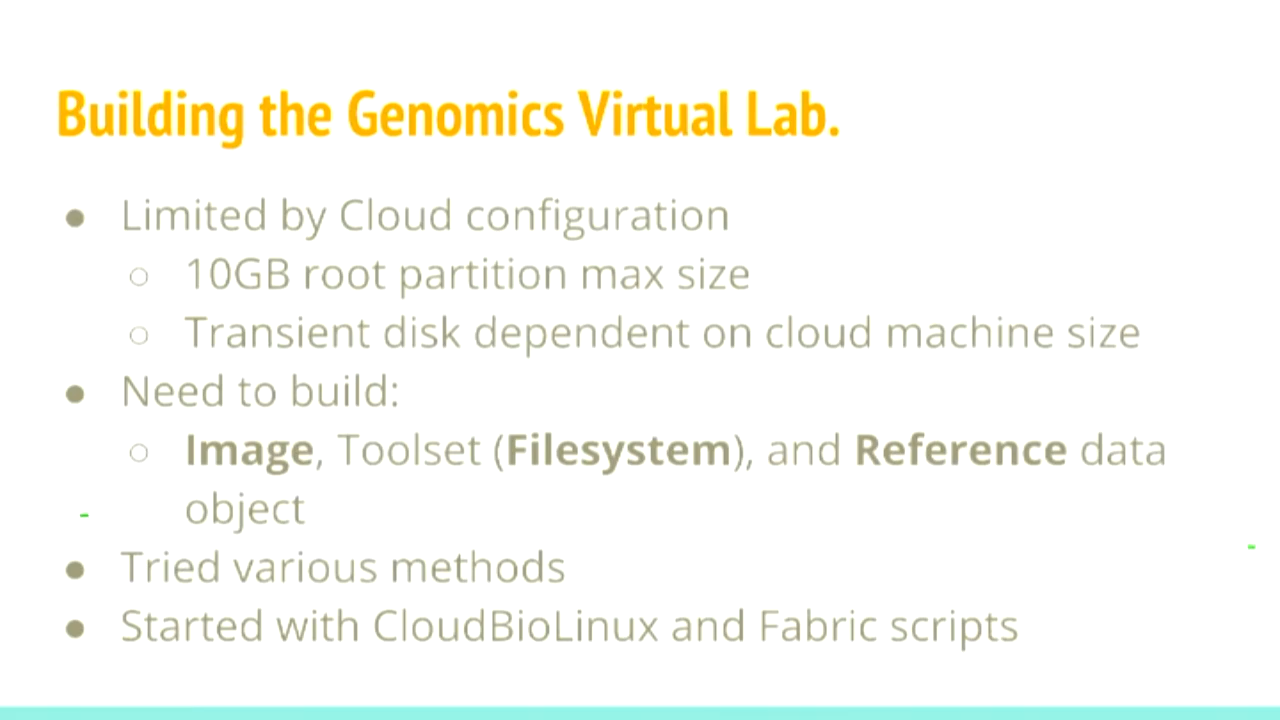 Building the Genomics Virtual Lab.
● Limited by Cloud configuration
○ 10GB root partition max size
○ Transient disk dependent on cloud machine size
● Need to build:
○ Image, Toolset (Filesystem), and Reference data
object
● Tried various methods
● Started with CloudBioLinux and Fabric scripts